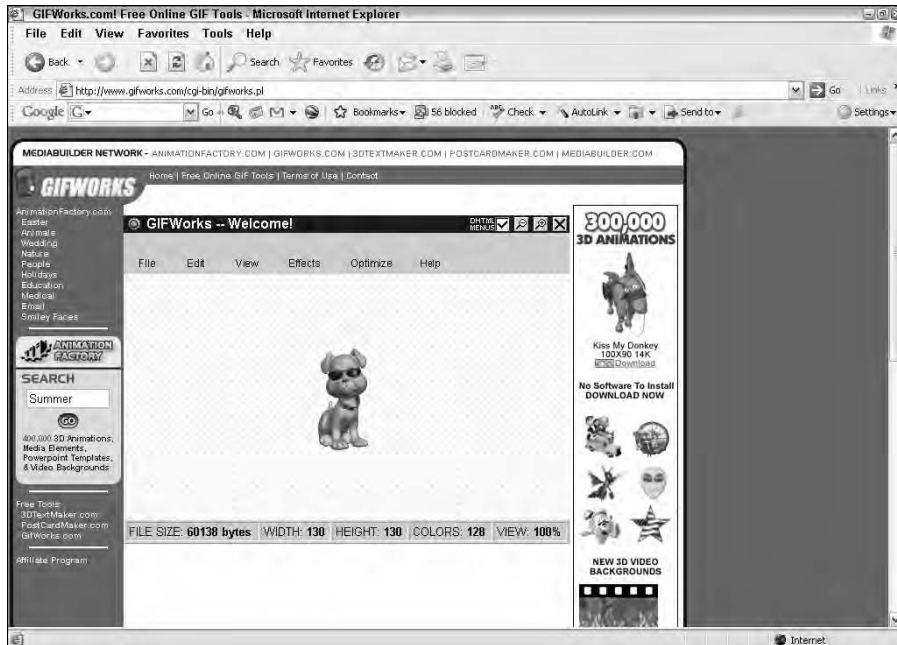 GIFWorks.com! Free Online GIF Tools - Microsoft Internet Explorer
File Edit View Favorites Tools Help
Back Search Favorites
Address http://www.gifworks.com/cgi-bin/gifworks.pl Go Links
Google G Go Bookmarks 56 blocked ABC Check AutoLink Send to Settings
MEDIABUILDER NETWORK - ANIMATIONFACTORY.COM | GIFWORKS.COM | 3DTEXTMAKER.COM | POSTCARDMAKER.COM | MEDIABUILDER.COM
GIFWORKS
Home | Free Online GIF Tools | Terms of Use | Contact
AnimationFactory.com
Easter
Animals
Wedding
Nature
People
Holidays
Education
Medical
Email
Smiley Faces
ANIMATION
FACTORY
SEARCH
Summer
GO
400,000 3D Animations,
Media Elements,
Powerpoint Templates,
& Video Backgrounds
Free Tools:
3DTextMaker.com
PostCardMaker.com
GifWorks.com
Affiliate Program
GIFWorks -- Welcome!
DHTML
MENUS
File Edit View Effects Optimize Help
FILE SIZE: 60138 bytes WIDTH: 130 HEIGHT: 130 COLORS: 128 VIEW: 100%
300,000
3D ANIMATIONS
Kiss My Donkey
100X90 14K
Download
No Software To Install
DOWNLOAD NOW
NEW 3D VIDEO
BACKGROUNDS
Internet